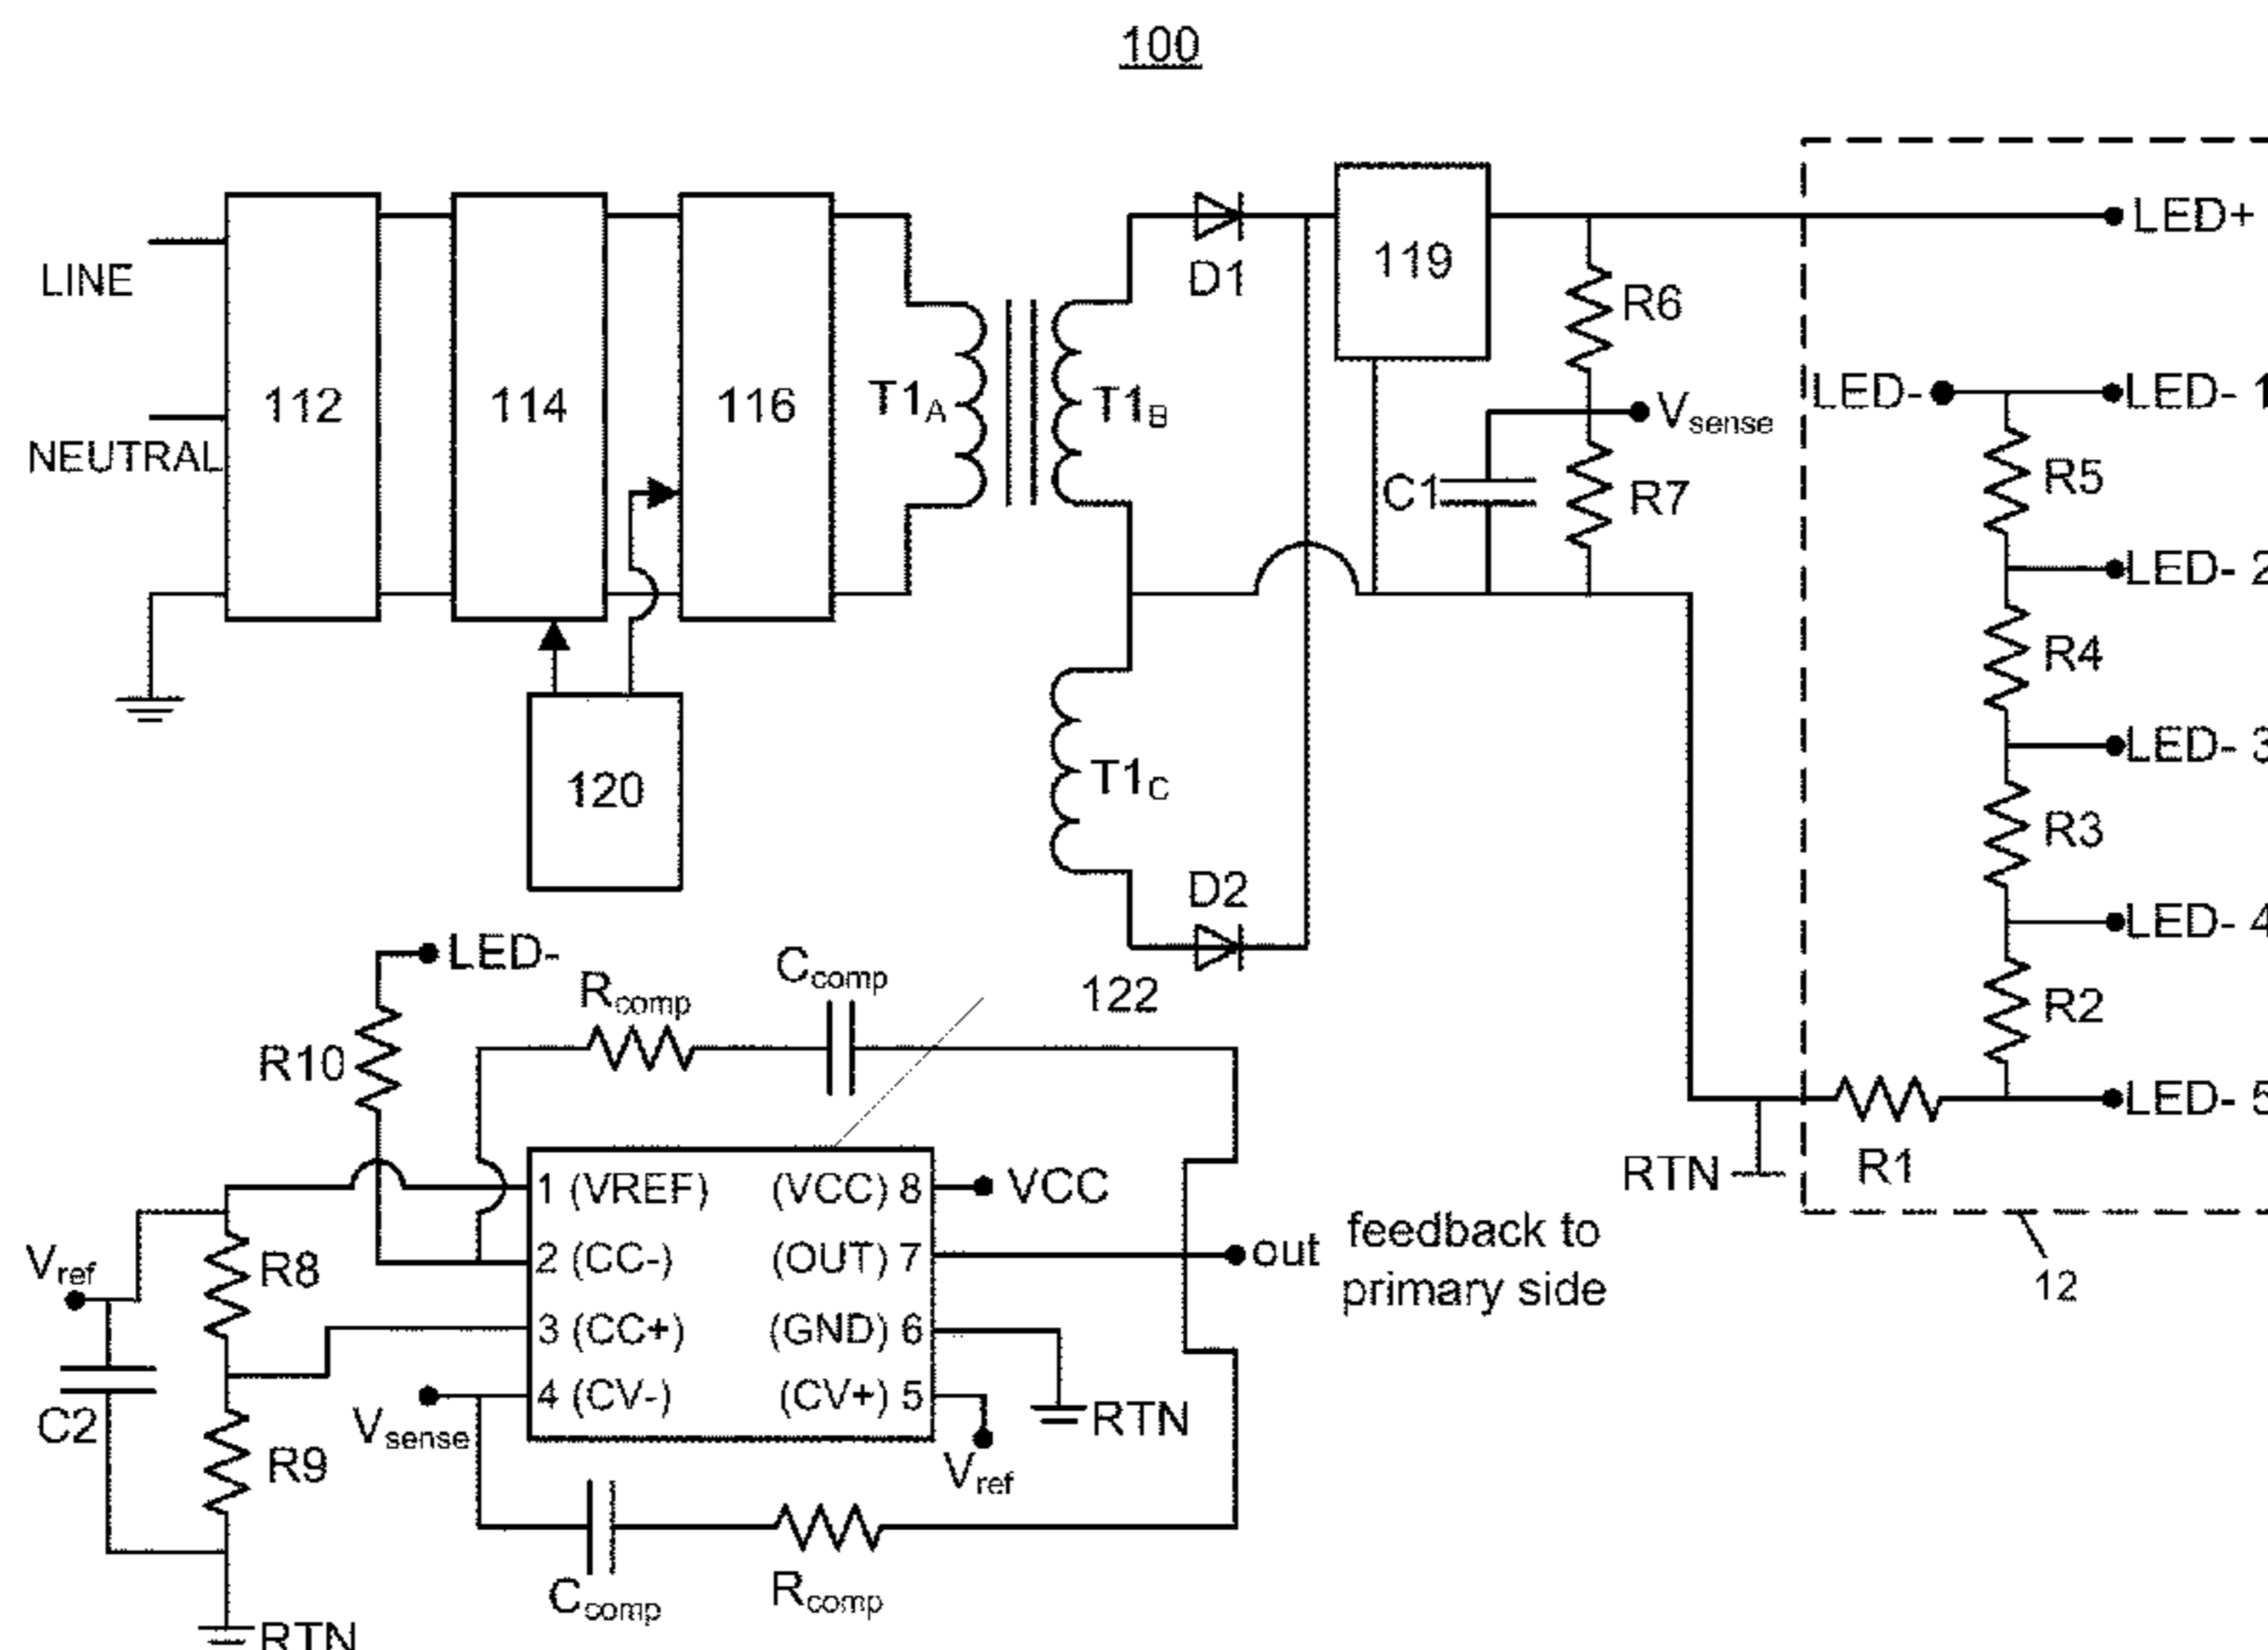 100
LINE
NEUTRAL
112
114
116
120
T1A
T1B
T1C
D1
D2
119
R6
Vsense
C1
R7
LED+
LED-
LED- 1
R5
LED- 2
R4
LED- 3
R3
LED- 4
R2
LED- 5
R1
RTN
12
LED-
R10
Rcomp
Ccomp
122
1 (VREF)
2 (CC-)
3 (CC+)
4 (CV-)
(VCC) 8
(OUT) 7
(GND) 6
(CV+) 5
VCC
out
feedback to
primary side
RTN
Vref
Vref
R8
C2
R9
Vsense
Ccomp
Rcomp
RTN